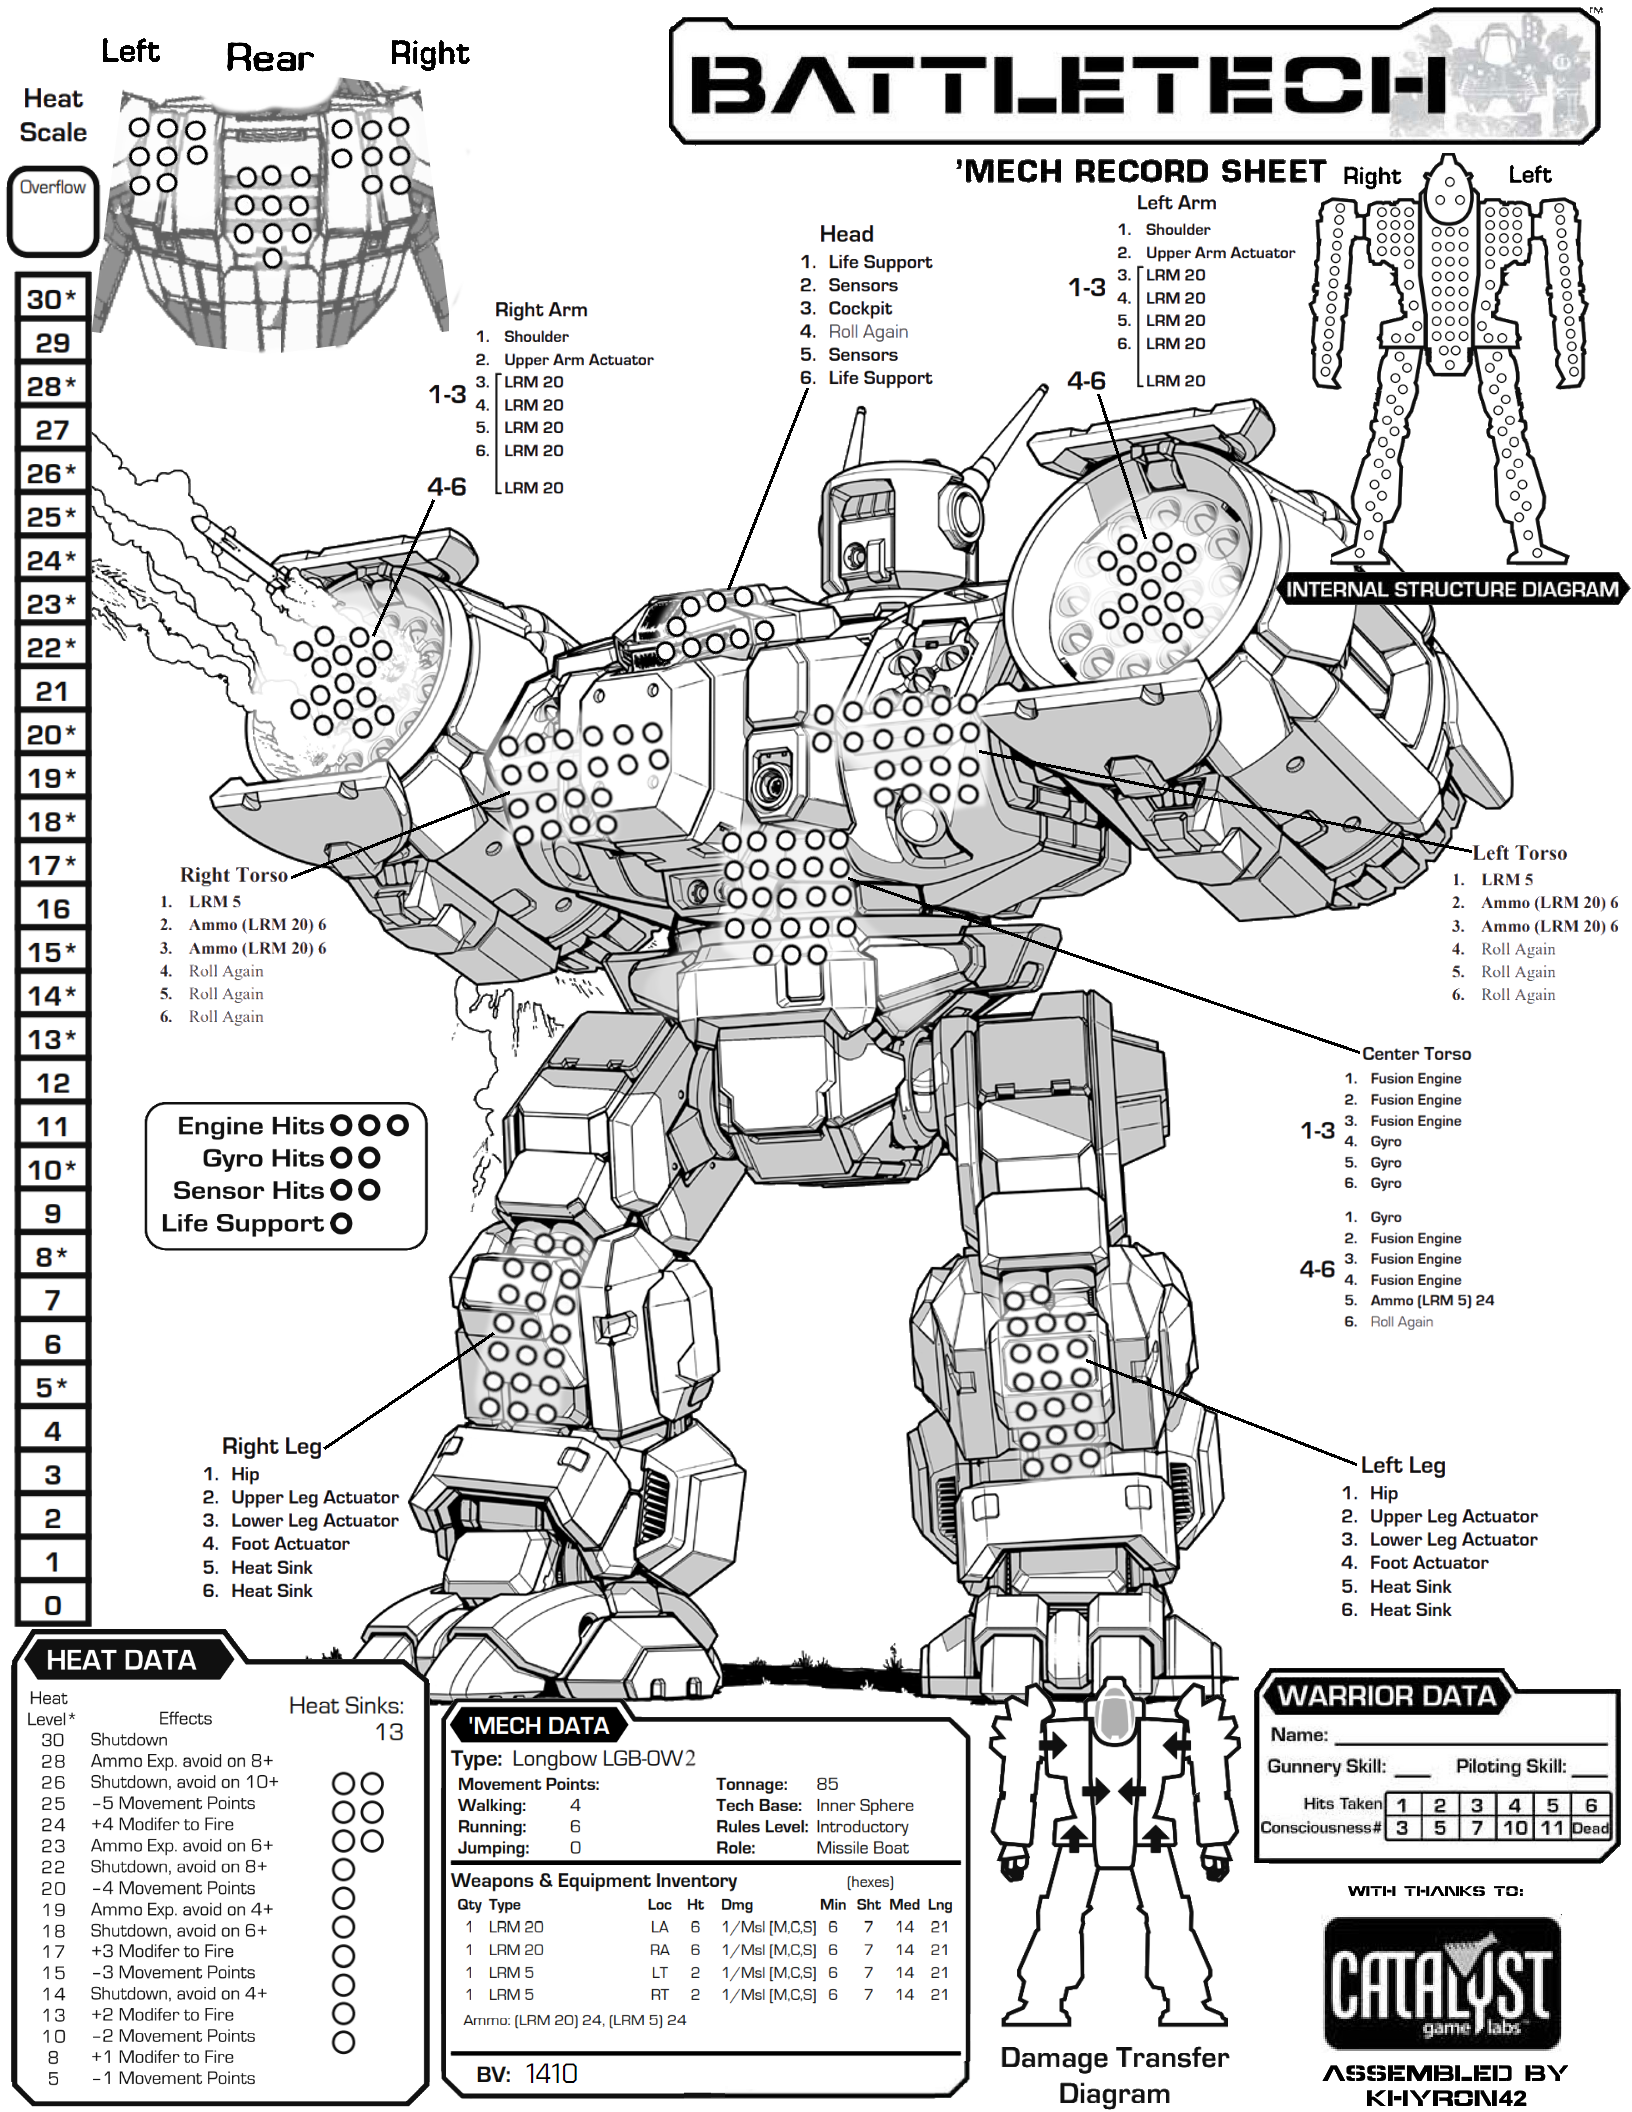 Left Rear Right
Heat
Scale
Overflow
30*
29
28*
27
26*
25*
24*
23*
22*
21
20*
19*
18*
17*
16
15*
14*
13*
12
11
10*
9
8*
7
6
5*
4
3
2
1
0
BATTLETECH
TM
'MECH RECORD SHEET
Right Left
INTERNAL STRUCTURE DIAGRAM
Left Arm
1. Shoulder
2. Upper Arm Actuator
1-3
3. LRM 20
4. LRM 20
5. LRM 20
6. LRM 20
4-6 LRM 20
Head
1. Life Support
2. Sensors
3. Cockpit
4. Roll Again
5. Sensors
6. Life Support
Right Arm
1. Shoulder
2. Upper Arm Actuator
1-3
3. LRM 20
4. LRM 20
5. LRM 20
6. LRM 20
4-6 LRM 20
Right Torso
1. LRM 5
2. Ammo (LRM 20) 6
3. Ammo (LRM 20) 6
4. Roll Again
5. Roll Again
6. Roll Again
Left Torso
1. LRM 5
2. Ammo (LRM 20) 6
3. Ammo (LRM 20) 6
4. Roll Again
5. Roll Again
6. Roll Again
Center Torso
1. Fusion Engine
2. Fusion Engine
1-3
3. Fusion Engine
4. Gyro
5. Gyro
6. Gyro
1. Gyro
2. Fusion Engine
4-6
3. Fusion Engine
4. Fusion Engine
5. Ammo (LRM 5) 24
6. Roll Again
Engine Hits
Gyro Hits
Sensor Hits
Life Support
Right Leg
1. Hip
2. Upper Leg Actuator
3. Lower Leg Actuator
4. Foot Actuator
5. Heat Sink
6. Heat Sink
Left Leg
1. Hip
2. Upper Leg Actuator
3. Lower Leg Actuator
4. Foot Actuator
5. Heat Sink
6. Heat Sink
HEAT DATA
Heat
Level* Effects
30 Shutdown
28 Ammo Exp. avoid on 8+
26 Shutdown, avoid on 10+
25 -5 Movement Points
24 +4 Modifer to Fire
23 Ammo Exp. avoid on 6+
22 Shutdown, avoid on 8+
20 -4 Movement Points
19 Ammo Exp. avoid on 4+
18 Shutdown, avoid on 6+
17 +3 Modifer to Fire
15 -3 Movement Points
14 Shutdown, avoid on 4+
13 +2 Modifer to Fire
10 -2 Movement Points
8 +1 Modifer to Fire
5 -1 Movement Points
Heat Sinks:
13
'MECH DATA
Type: Longbow LGB-0W2
Movement Points: Tonnage: 85
Walking: 4 Tech Base: Inner Sphere
Running: 6 Rules Level: Introductory
Jumping: 0 Role: Missile Boat
Weapons & Equipment Inventory (hexes)
Qty Type Loc Ht Dmg Min Sht Med Lng
1 LRM 20 LA 6 1/Msl [M,C,S] 6 7 14 21
1 LRM 20 RA 6 1/Msl [M,C,S] 6 7 14 21
1 LRM 5 LT 2 1/Msl [M,C,S] 6 7 14 21
1 LRM 5 RT 2 1/Msl [M,C,S] 6 7 14 21
Ammo: (LRM 20) 24, (LRM 5) 24
BV: 1410
Damage Transfer
Diagram
WARRIOR DATA
Name:
Gunnery Skill: Piloting Skill:
Hits Taken 1 2 3 4 5 6
Consciousness# 3 5 7 10 11 Dead
WITH THANKS TO:
CATALYST
game labs
ASSEMBLED BY
KHYRON42